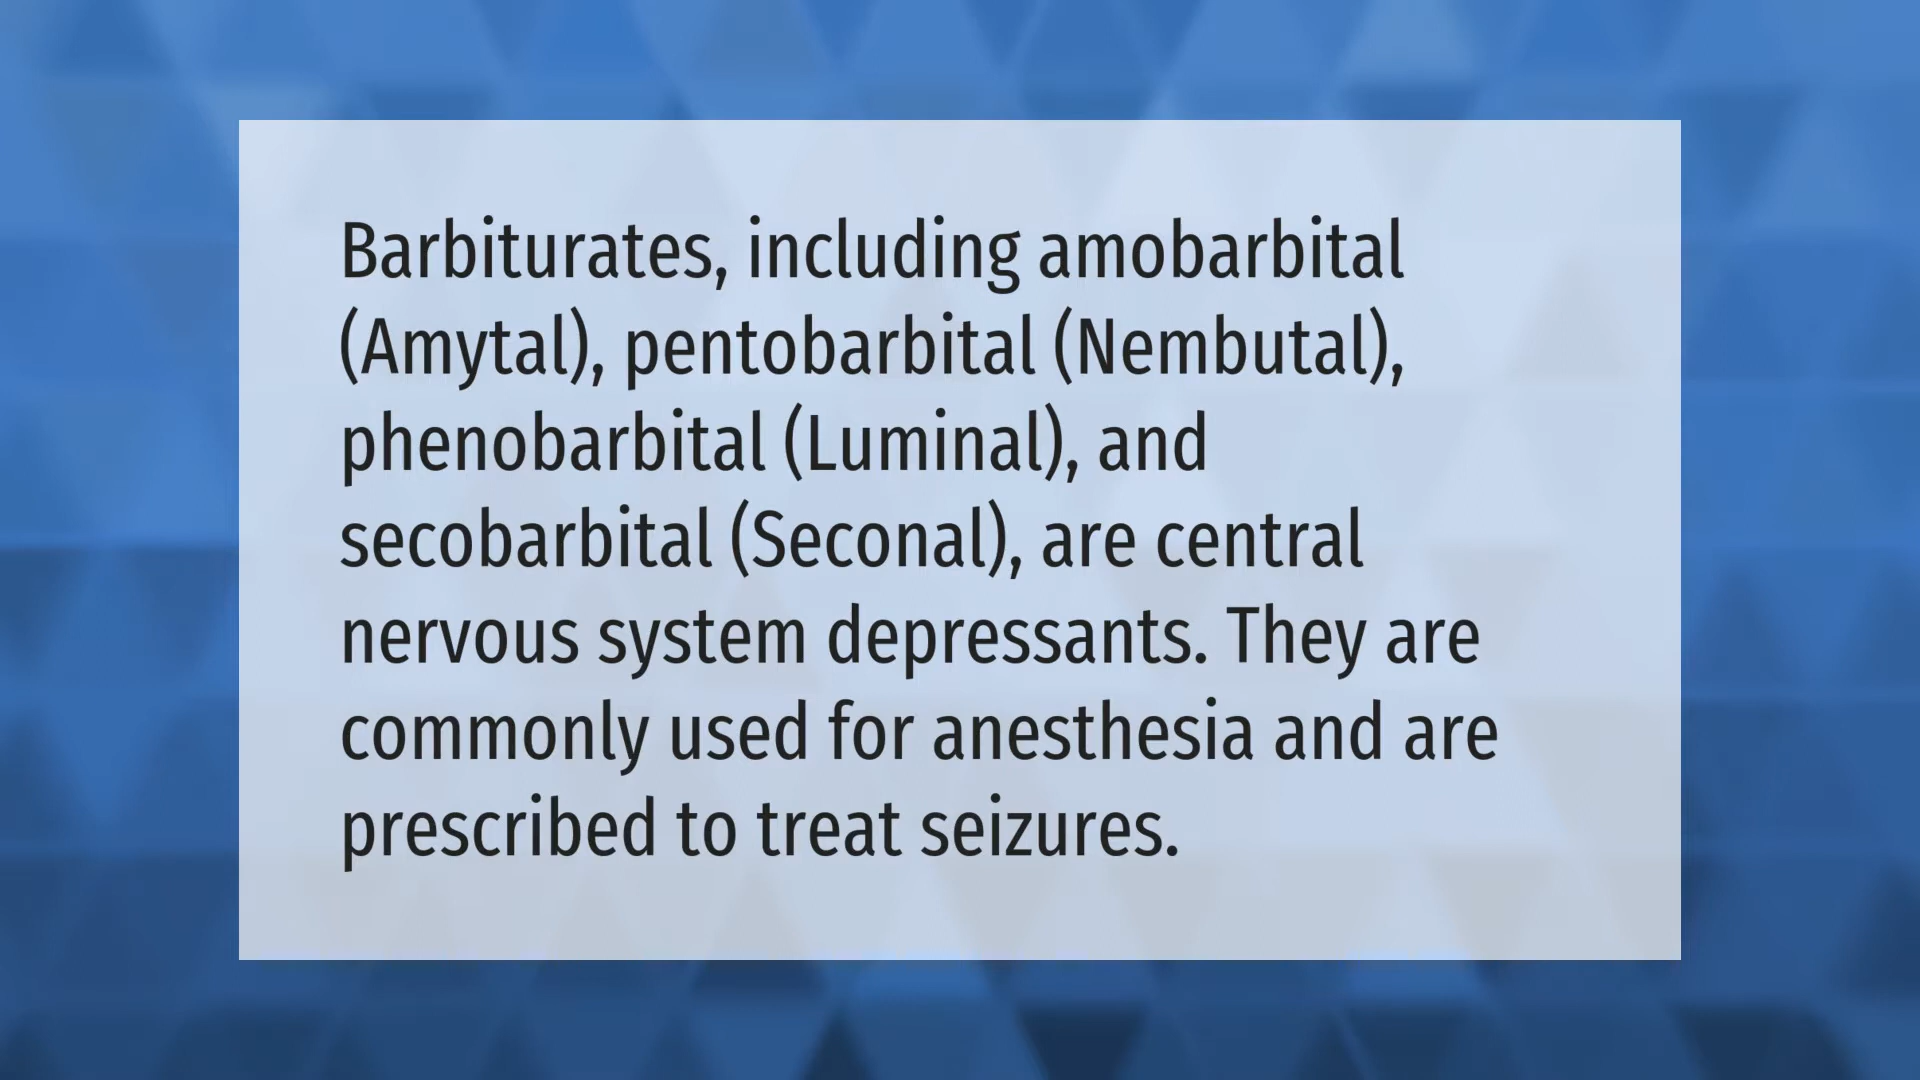 Barbiturates, including amobarbital
(Amytal), pentobarbital (Nembutal),
phenobarbital (Luminal), and
secobarbital (Seconal), are central
nervous system depressants. They are
commonly used for anesthesia and are
prescribed to treat seizures.